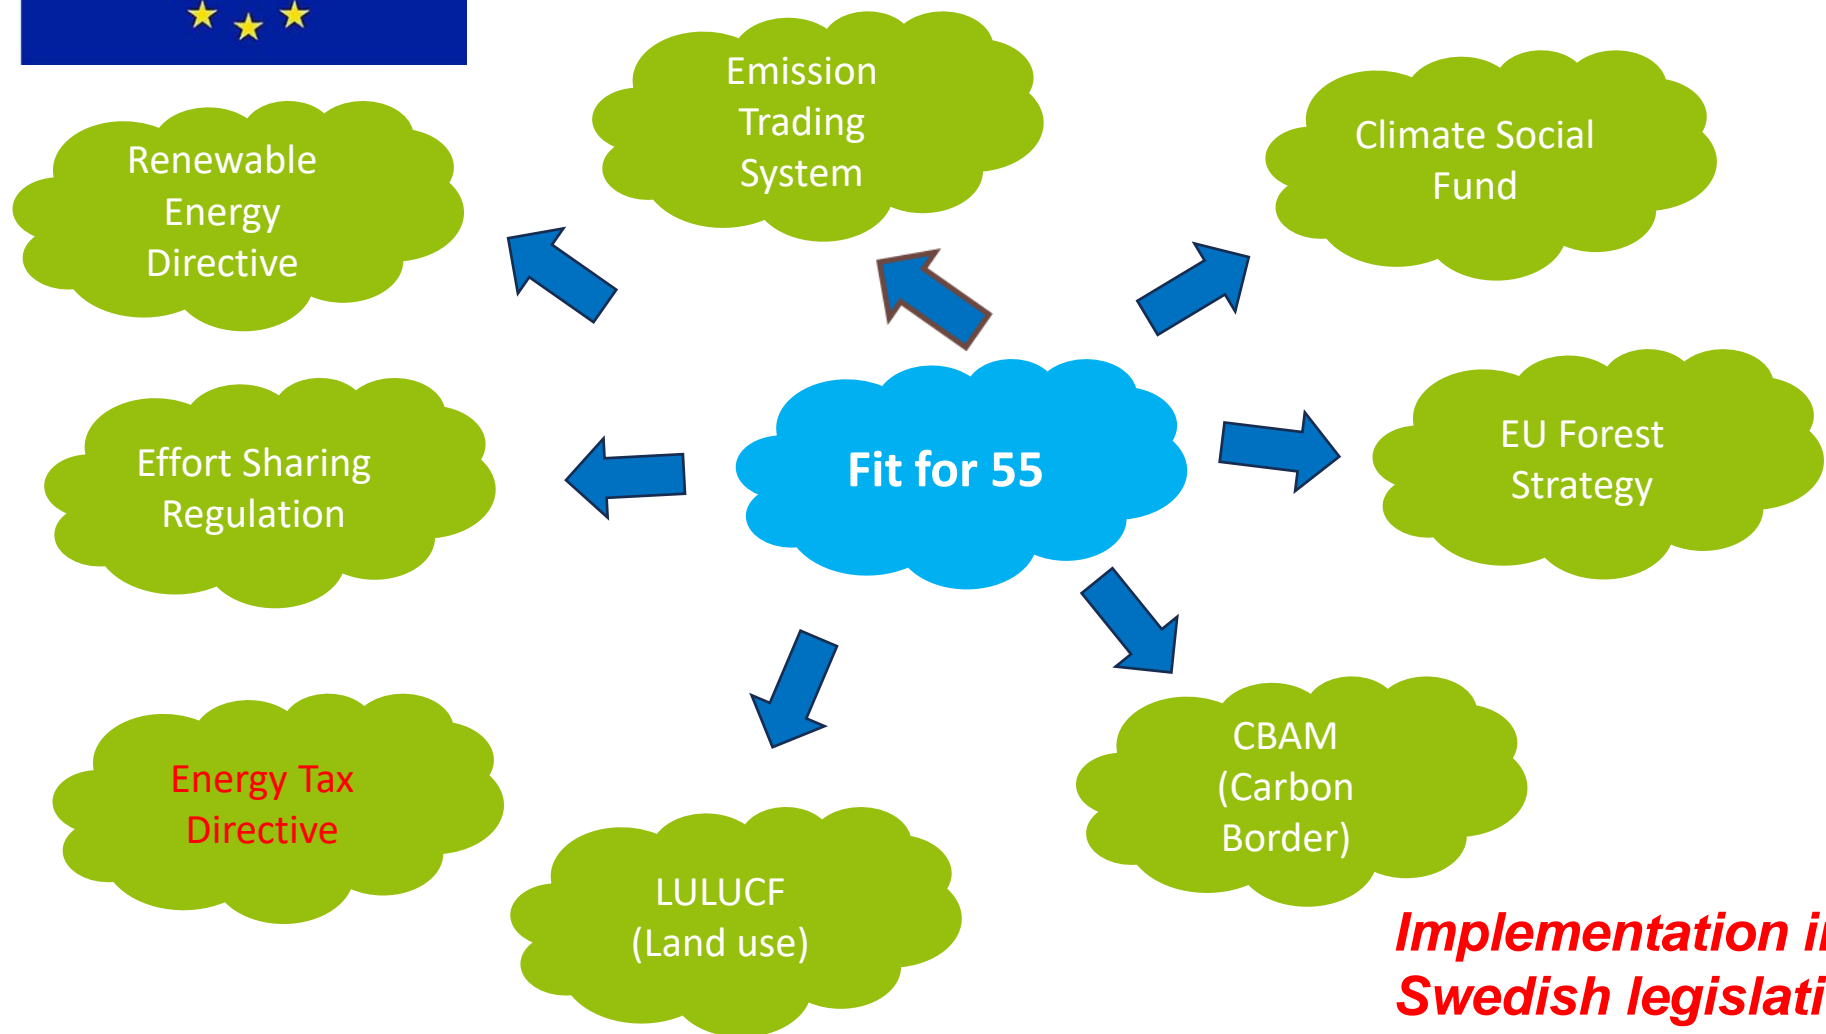 Emission
Trading
System
Climate Social
Fund
Renewable
Energy
Directive
Effort Sharing
Regulation
Fit for 55
EU Forest
Strategy
Energy Tax
Directive
CBAM
(Carbon
Border)
LULUCF
(Land use)
Implementation
Swedish